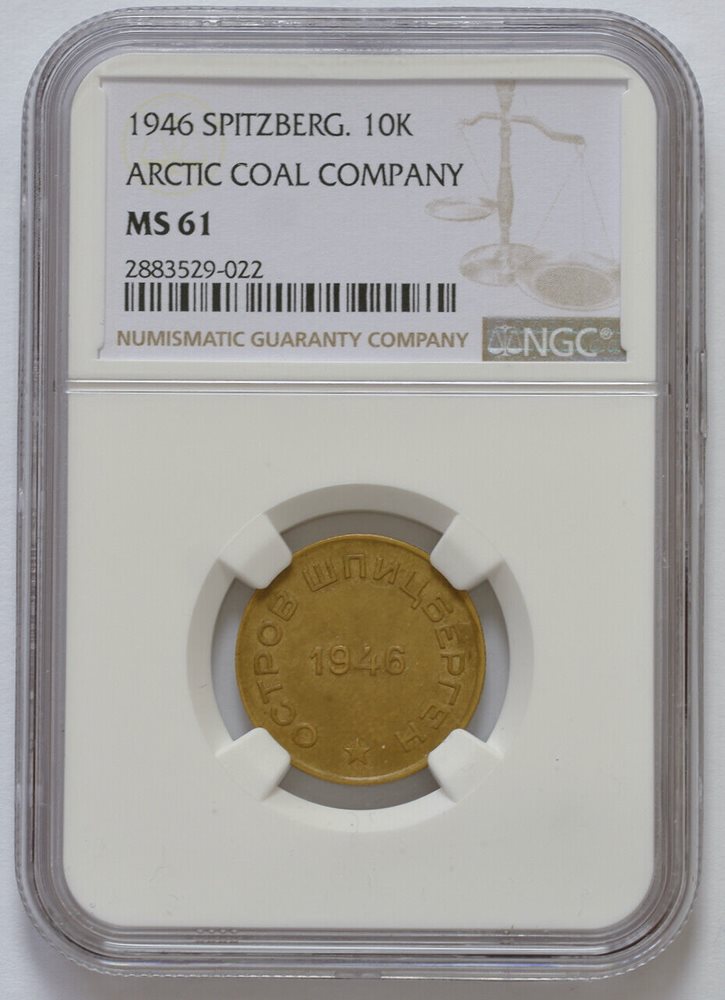 1946 SPITZBERG. 10K
ARCTIC COAL COMPANY
MS 61
2883529-022
NUMISMATIC GUARANTY COMPANY
NGC®
ОСТРОВ ШПИЦБЕРГЕН
1946